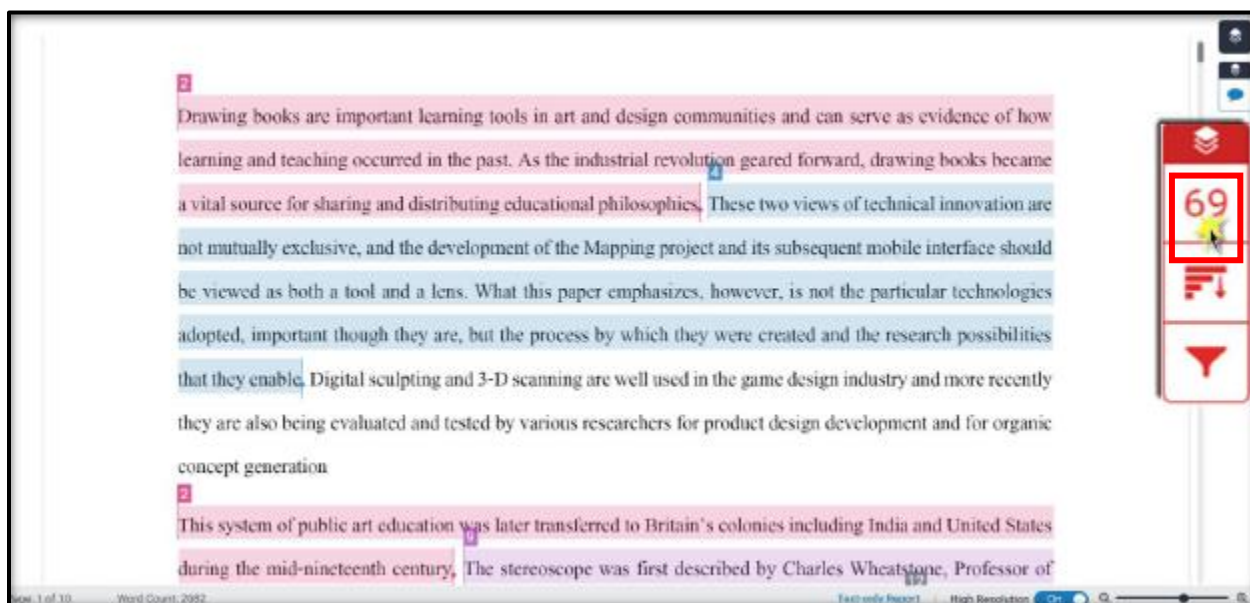 2
Drawing books are important learning tools in art and design communities and can serve as evidence of how
learning and teaching occurred in the past. As the industrial revolution geared forward, drawing books became
4
a vital source for sharing and distributing educational philosophies. These two views of technical innovation are
not mutually exclusive, and the development of the Mapping project and its subsequent mobile interface should
be viewed as both a tool and a lens. What this paper emphasizes, however, is not the particular technologies
adopted, important though they are, but the process by which they were created and the research possibilities
that they enable. Digital sculpting and 3-D scanning are well used in the game design industry and more recently
they are also being evaluated and tested by various researchers for product design development and for organic
concept generation
2
This system of public art education was later transferred to Britain's colonies including India and United States
during the mid-nineteenth century. The stereoscope was first described by Charles Wheatstone, Professor of
69
Page: 1 of 10 Word Count: 2082 Text-only Report High Resolution On